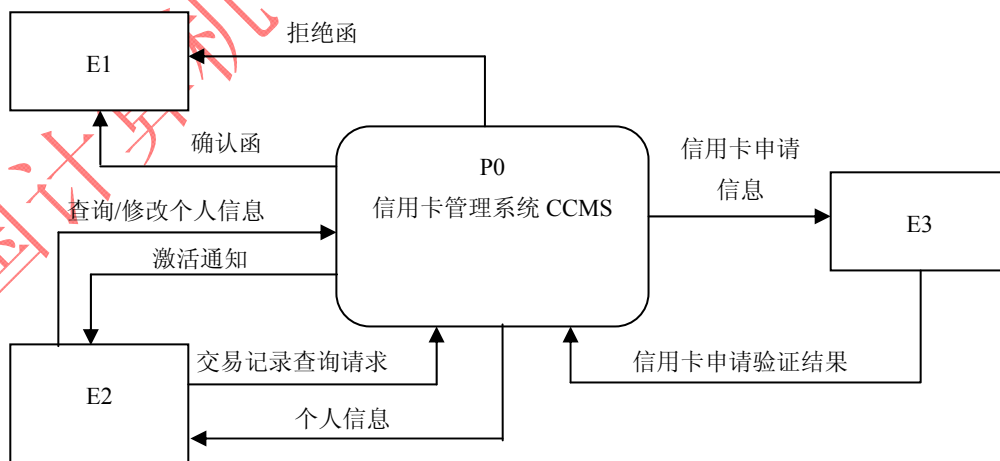 拒绝函
E1
确认函
P0
信用卡管理系统 CCMS
信用卡申请
信息
E3
查询/修改个人信息
激活通知
交易记录查询请求
信用卡申请验证结果
E2
个人信息